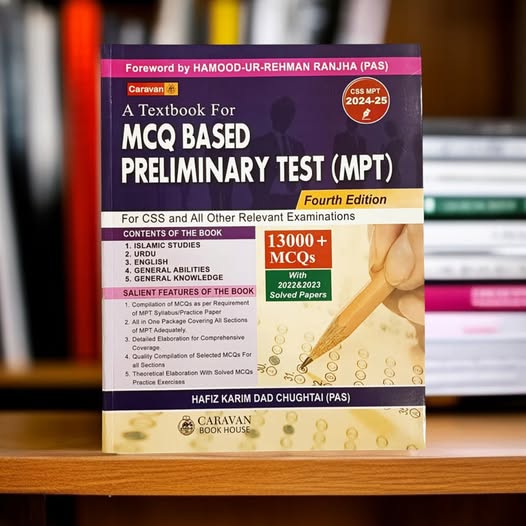 Foreword by HAMOOD-UR-REHMAN RANJHA (PAS)
Caravan
CSS MPT
2024-25
A Textbook For
MCQ BASED
PRELIMINARY TEST (MPT)
Fourth Edition
For CSS and All Other Relevant Examinations
CONTENTS OF THE BOOK
1. ISLAMIC STUDIES
2. URDU
3. ENGLISH
4. GENERAL ABILITIES
5. GENERAL KNOWLEDGE
13000+
MCQs
With
2022&2023
Solved Papers
SALIENT FEATURES OF THE BOOK
1. Compilation of MCQs as per Requirement
of MPT Syllabus/Practice Paper
2. All in One Package Covering All Sections
of MPT Adequately.
3. Detailed Elaboration for Comprehensive
Coverage
4. Quality Compilation of Selected MCQs For
all Sections
5. Theoretical Elaboration With Solved MCQs
Practice Exercises
HAFIZ KARIM DAD CHUGHTAI (PAS)
CARAVAN
BOOK HOUSE